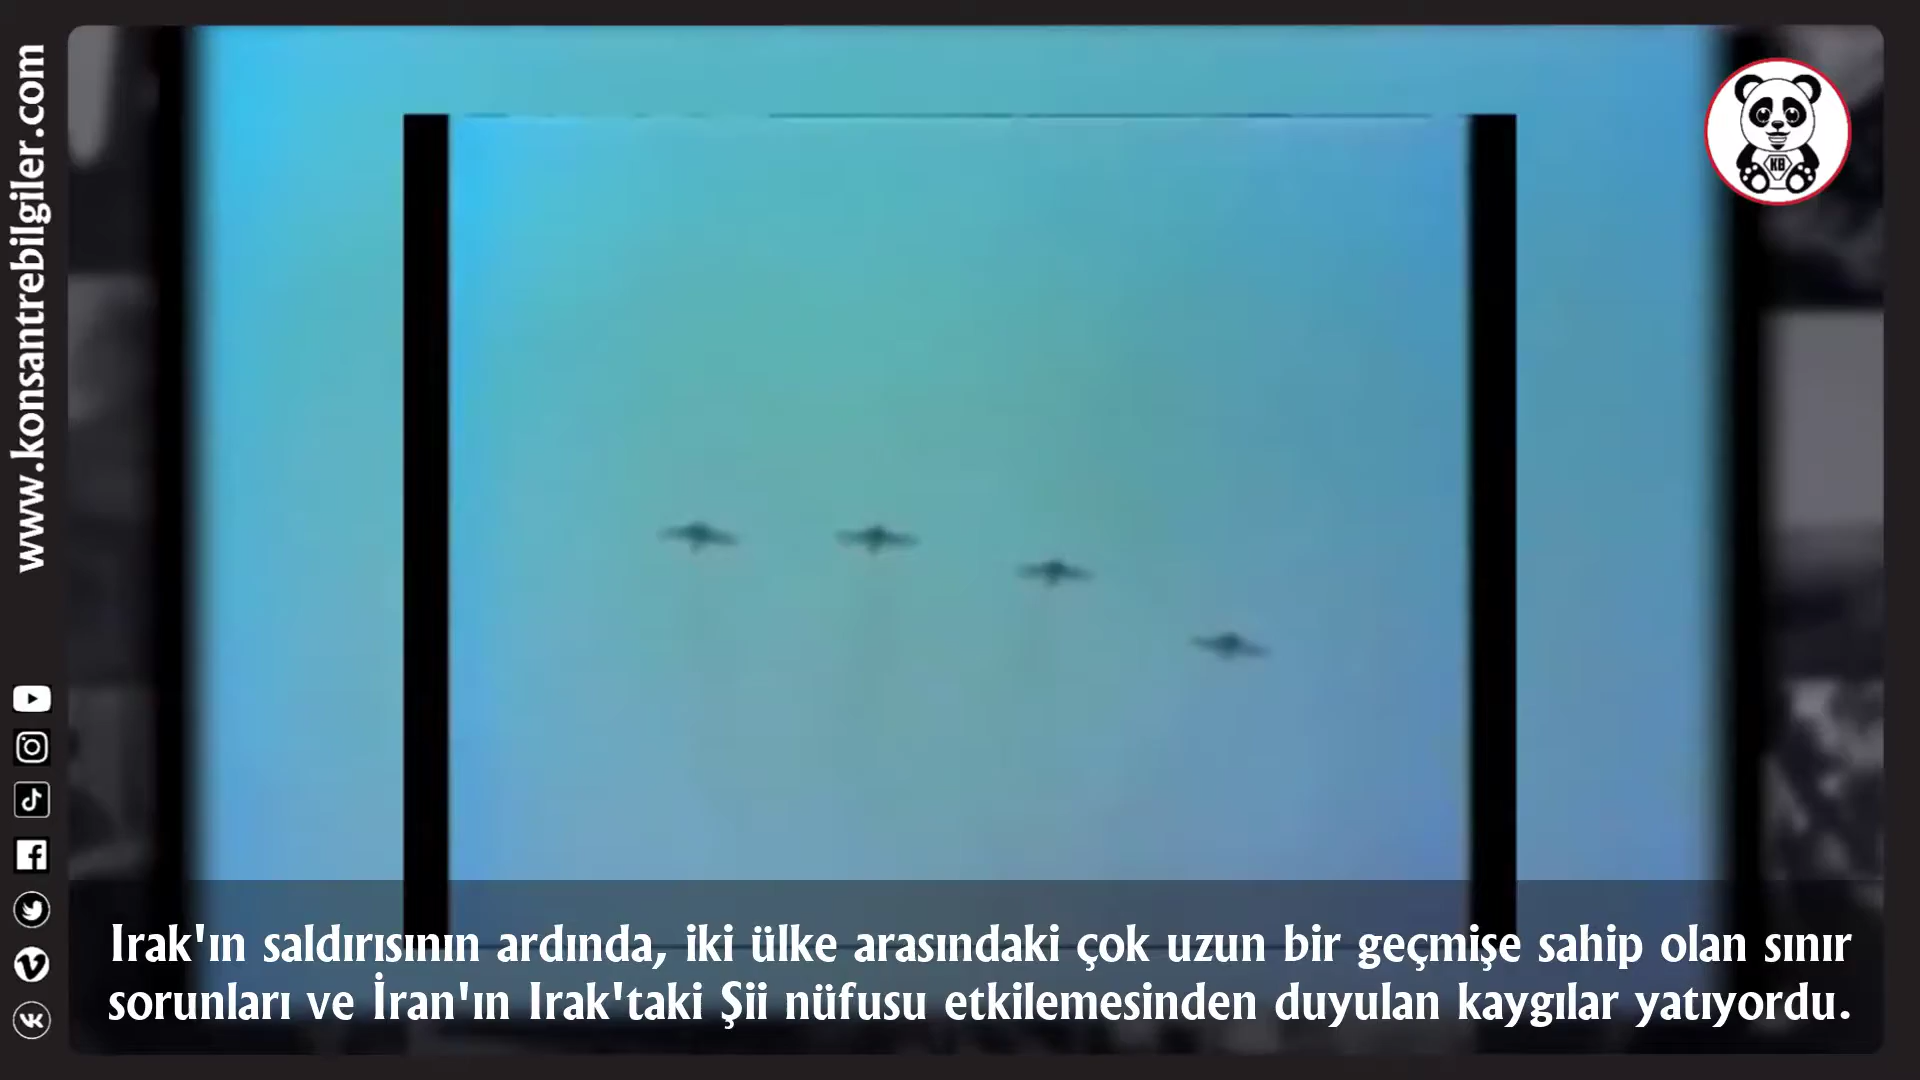 www.konsantrebilgiler.com
KB
Irak'ın saldırısının ardında, iki ülke arasındaki çok uzun bir geçmişe sahip olan sınır
sorunları ve İran'ın Irak'taki Şii nüfusu etkilemesinden duyulan kaygılar yatıyordu.